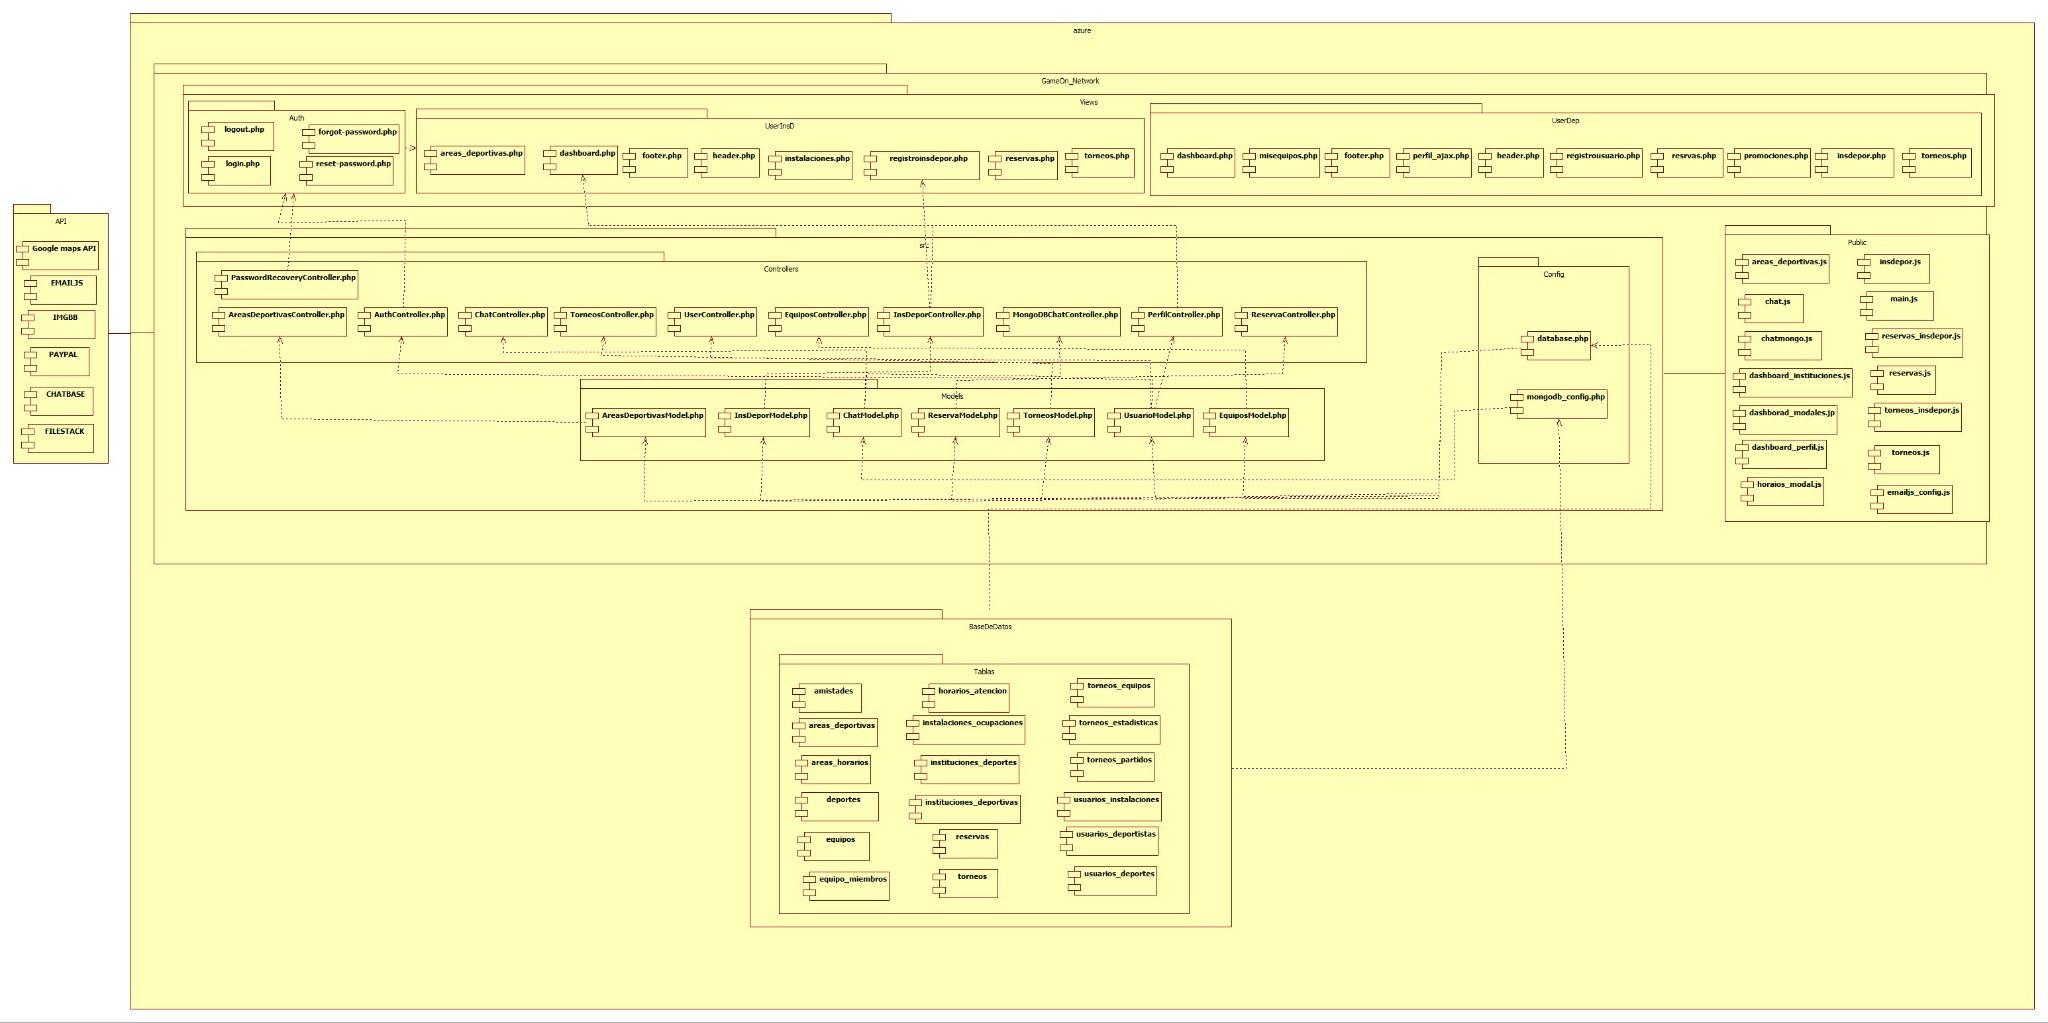 azure
GameOn_Network
Views
Auth
logout.php
forgot-password.php
login.php
reset-password.php
UserInsD
areas_deportivas.php
dashboard.php
footer.php
header.php
instalaciones.php
registroinsdepor.php
reservas.php
torneos.php
UserDep
dashboard.php
misequipos.php
footer.php
perfil_ajax.php
header.php
registrousuario.php
resrvas.php
promociones.php
insdepor.php
torneos.php
API
Google maps API
EMAILJS
IMGBB
PAYPAL
CHATBASE
FILESTACK
Controllers
PasswordRecoveryController.php
AreasDeportivasController.php
AuthController.php
ChatController.php
TorneosController.php
UserController.php
EquiposController.php
InsDeporController.php
MongoDBChatController.php
PerfilController.php
ReservaController.php
Models
AreasDeportivasModel.php
InsDeporModel.php
ChatModel.php
ReservaModel.php
TorneosModel.php
UsuarioModel.php
EquiposModel.php
Config
database.php
mongodb_config.php
Public
areas_deportivas.js
insdepor.js
chat.js
main.js
chatmongo.js
reservas_insdepor.js
dashboard_instituciones.js
reservas.js
dashborad_modales.jp
torneos_insdepor.js
dashboard_perfil.js
torneos.js
horaios_modal.js
emailjs_config.js
BaseDeDatos
Tablas
amistades
horarios_atencion
torneos_equipos
areas_deportivas
instalaciones_ocupaciones
torneos_estadisticas
areas_horarios
instituciones_deportes
torneos_partidos
deportes
instituciones_deportivas
usuarios_instalaciones
equipos
reservas
usuarios_deportistas
equipo_miembros
torneos
usuarios_deportes